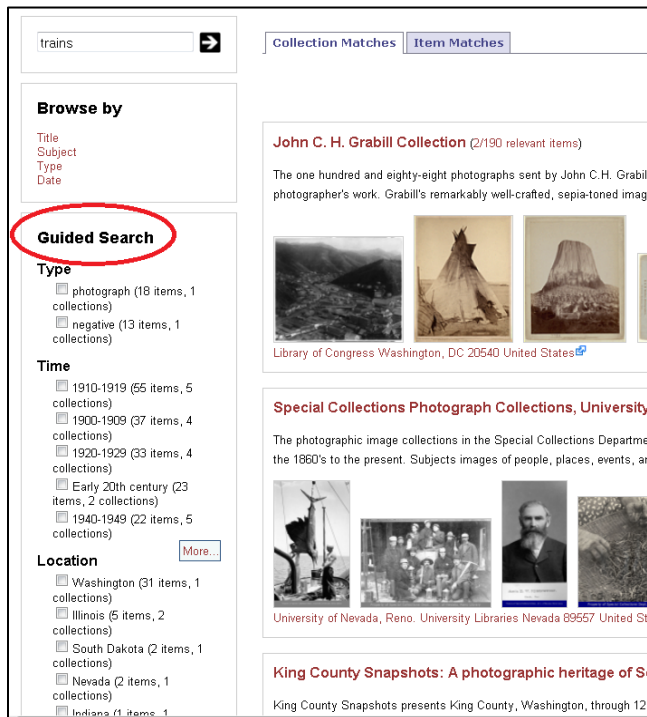 trains
Collection Matches
Item Matches
Browse by
Title
Subject
Type
Date
Guided Search
Type
photograph (18 items, 1
collections)
negative (13 items, 1
collections)
Time
1910-1919 (55 items, 5
collections)
1900-1909 (37 items, 4
collections)
1920-1929 (33 items, 4
collections)
Early 20th century (23
items, 2 collections)
1940-1949 (22 items, 5
collections)
More...
Location
Washington (31 items, 1
collections)
Illinois (5 items, 2
collections)
South Dakota (2 items, 1
collections)
Nevada (2 items, 1
collections)
Indiana (1 items, 1
John C. H. Grabill Collection (2/190 relevant items)
The one hundred and eighty-eight photographs sent by John C.H. Grabil
photographer's work. Grabill's remarkably well-crafted, sepia-toned imag
Library of Congress Washington, DC 20540 United States
Special Collections Photograph Collections, University
The photographic image collections in the Special Collections Departme
the 1860's to the present. Subjects images of people, places, events, a
University of Nevada, Reno. University Libraries Nevada 89557 United St
King County Snapshots: A photographic heritage of S
King County Snapshots presents King County, Washington, through 12